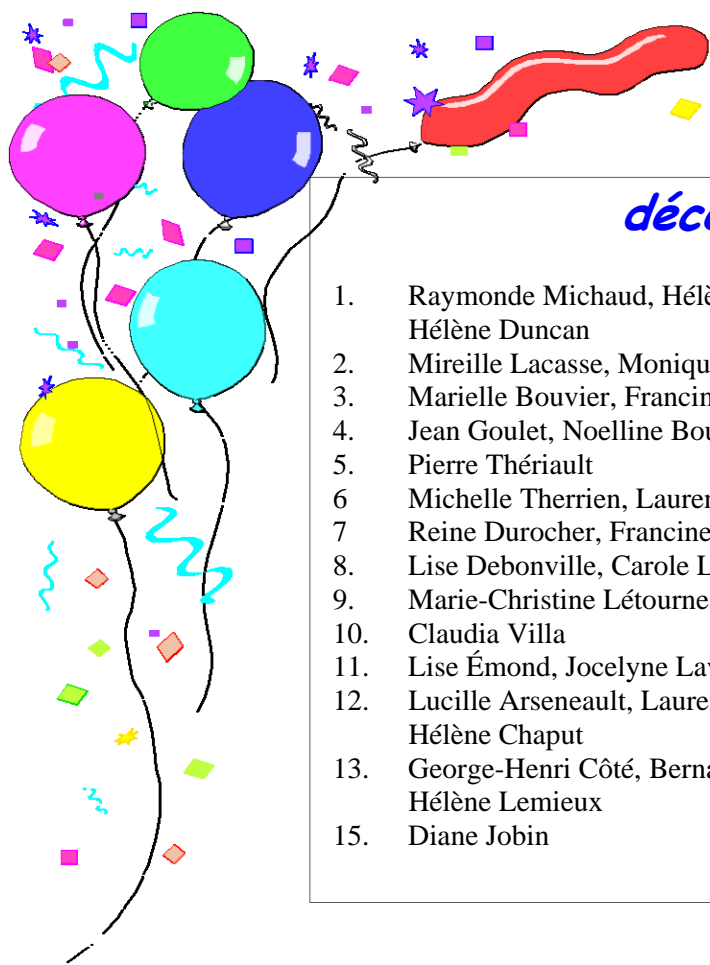 déc
1. Raymonde Michaud, Hélè
Hélène Duncan
2. Mireille Lacasse, Moniqu
3. Marielle Bouvier, Francin
4. Jean Goulet, Noelline Bou
5. Pierre Thériault
6 Michelle Therrien, Lauren
7 Reine Durocher, Francine
8. Lise Debonville, Carole L
9. Marie-Christine Létourne
10. Claudia Villa
11. Lise Émond, Jocelyne Lav
12. Lucille Arseneault, Laure
Hélène Chaput
13. George-Henri Côté, Berna
Hélène Lemieux
15. Diane Jobin